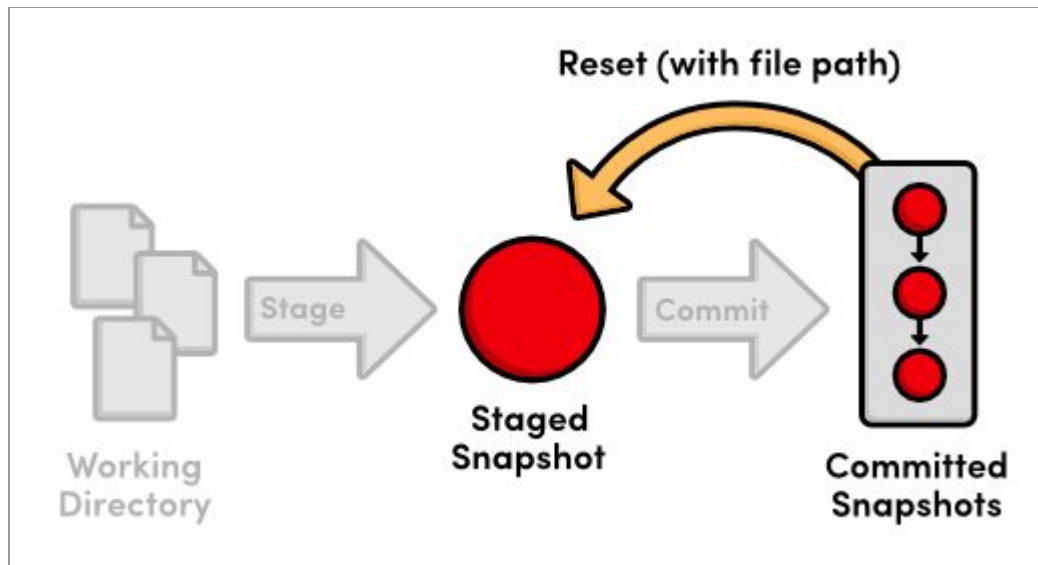 Reset (with file path)
Stage
Commit
Working
Directory
Staged
Snapshot
Committed
Snapshots